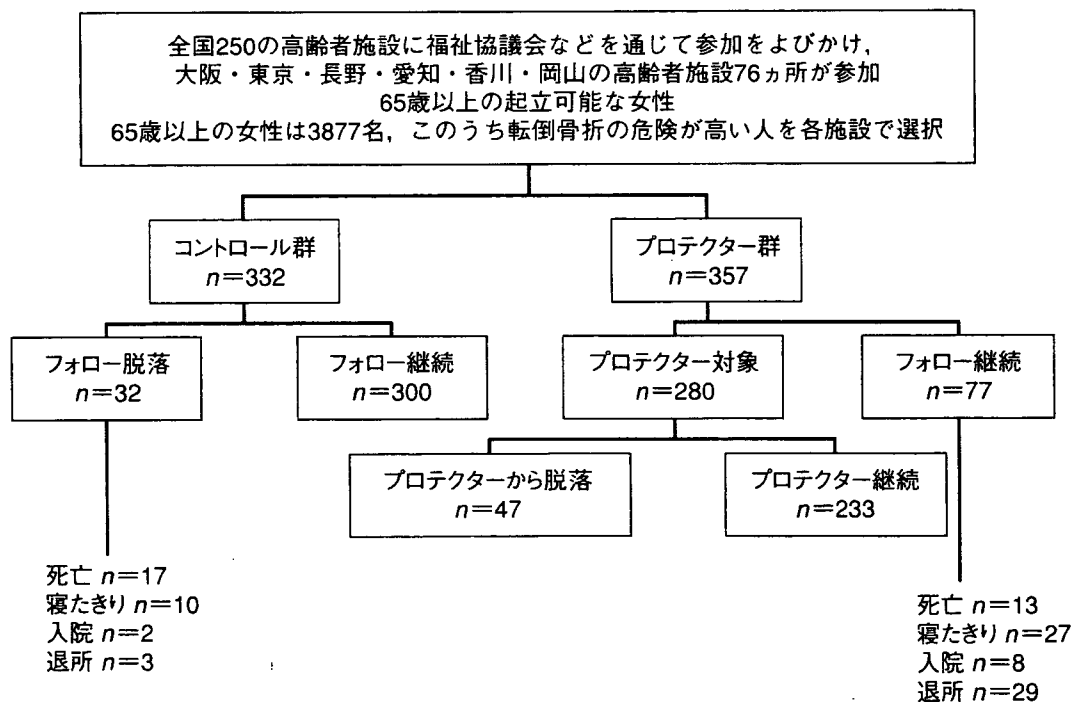 全国250の高齢者施設に福祉協議会などを通じて参加をよびかけ,
大阪・東京・長野・愛知・香川・岡山の高齢者施設76ヵ所が参加
65歳以上の起立可能な女性
65歳以上の女性は3877名,このうち転倒骨折の危険が高い人を各施設で選択
コントロール群
n=332
プロテクター群
n=357
フォロー脱落
n=32
フォロー継続
n=300
プロテクター対象
n=280
フォロー継続
n=77
プロテクターから脱落
n=47
プロテクター継続
n=233
死亡 n=17
寝たきり n=10
入院 n=2
退所 n=3
死亡 n=13
寝たきり n=27
入院 n=8
退所 n=29